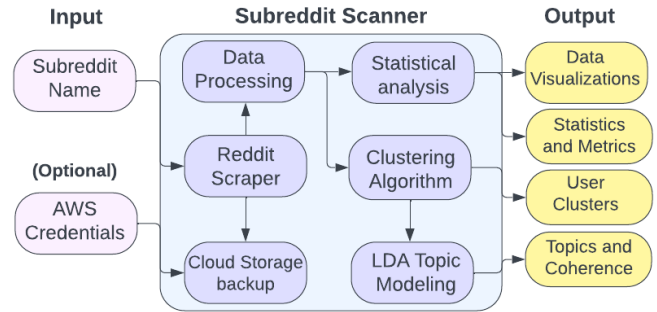 Input
Subreddit Scanner
Output
Subreddit
Name
(Optional)
AWS
Credentials
Data
Processing
Reddit
Scraper
Cloud Storage
backup
Statistical
analysis
Clustering
Algorithm
LDA Topic
Modeling
Data
Visualizations
Statistics
and Metrics
User
Clusters
Topics and
Coherence